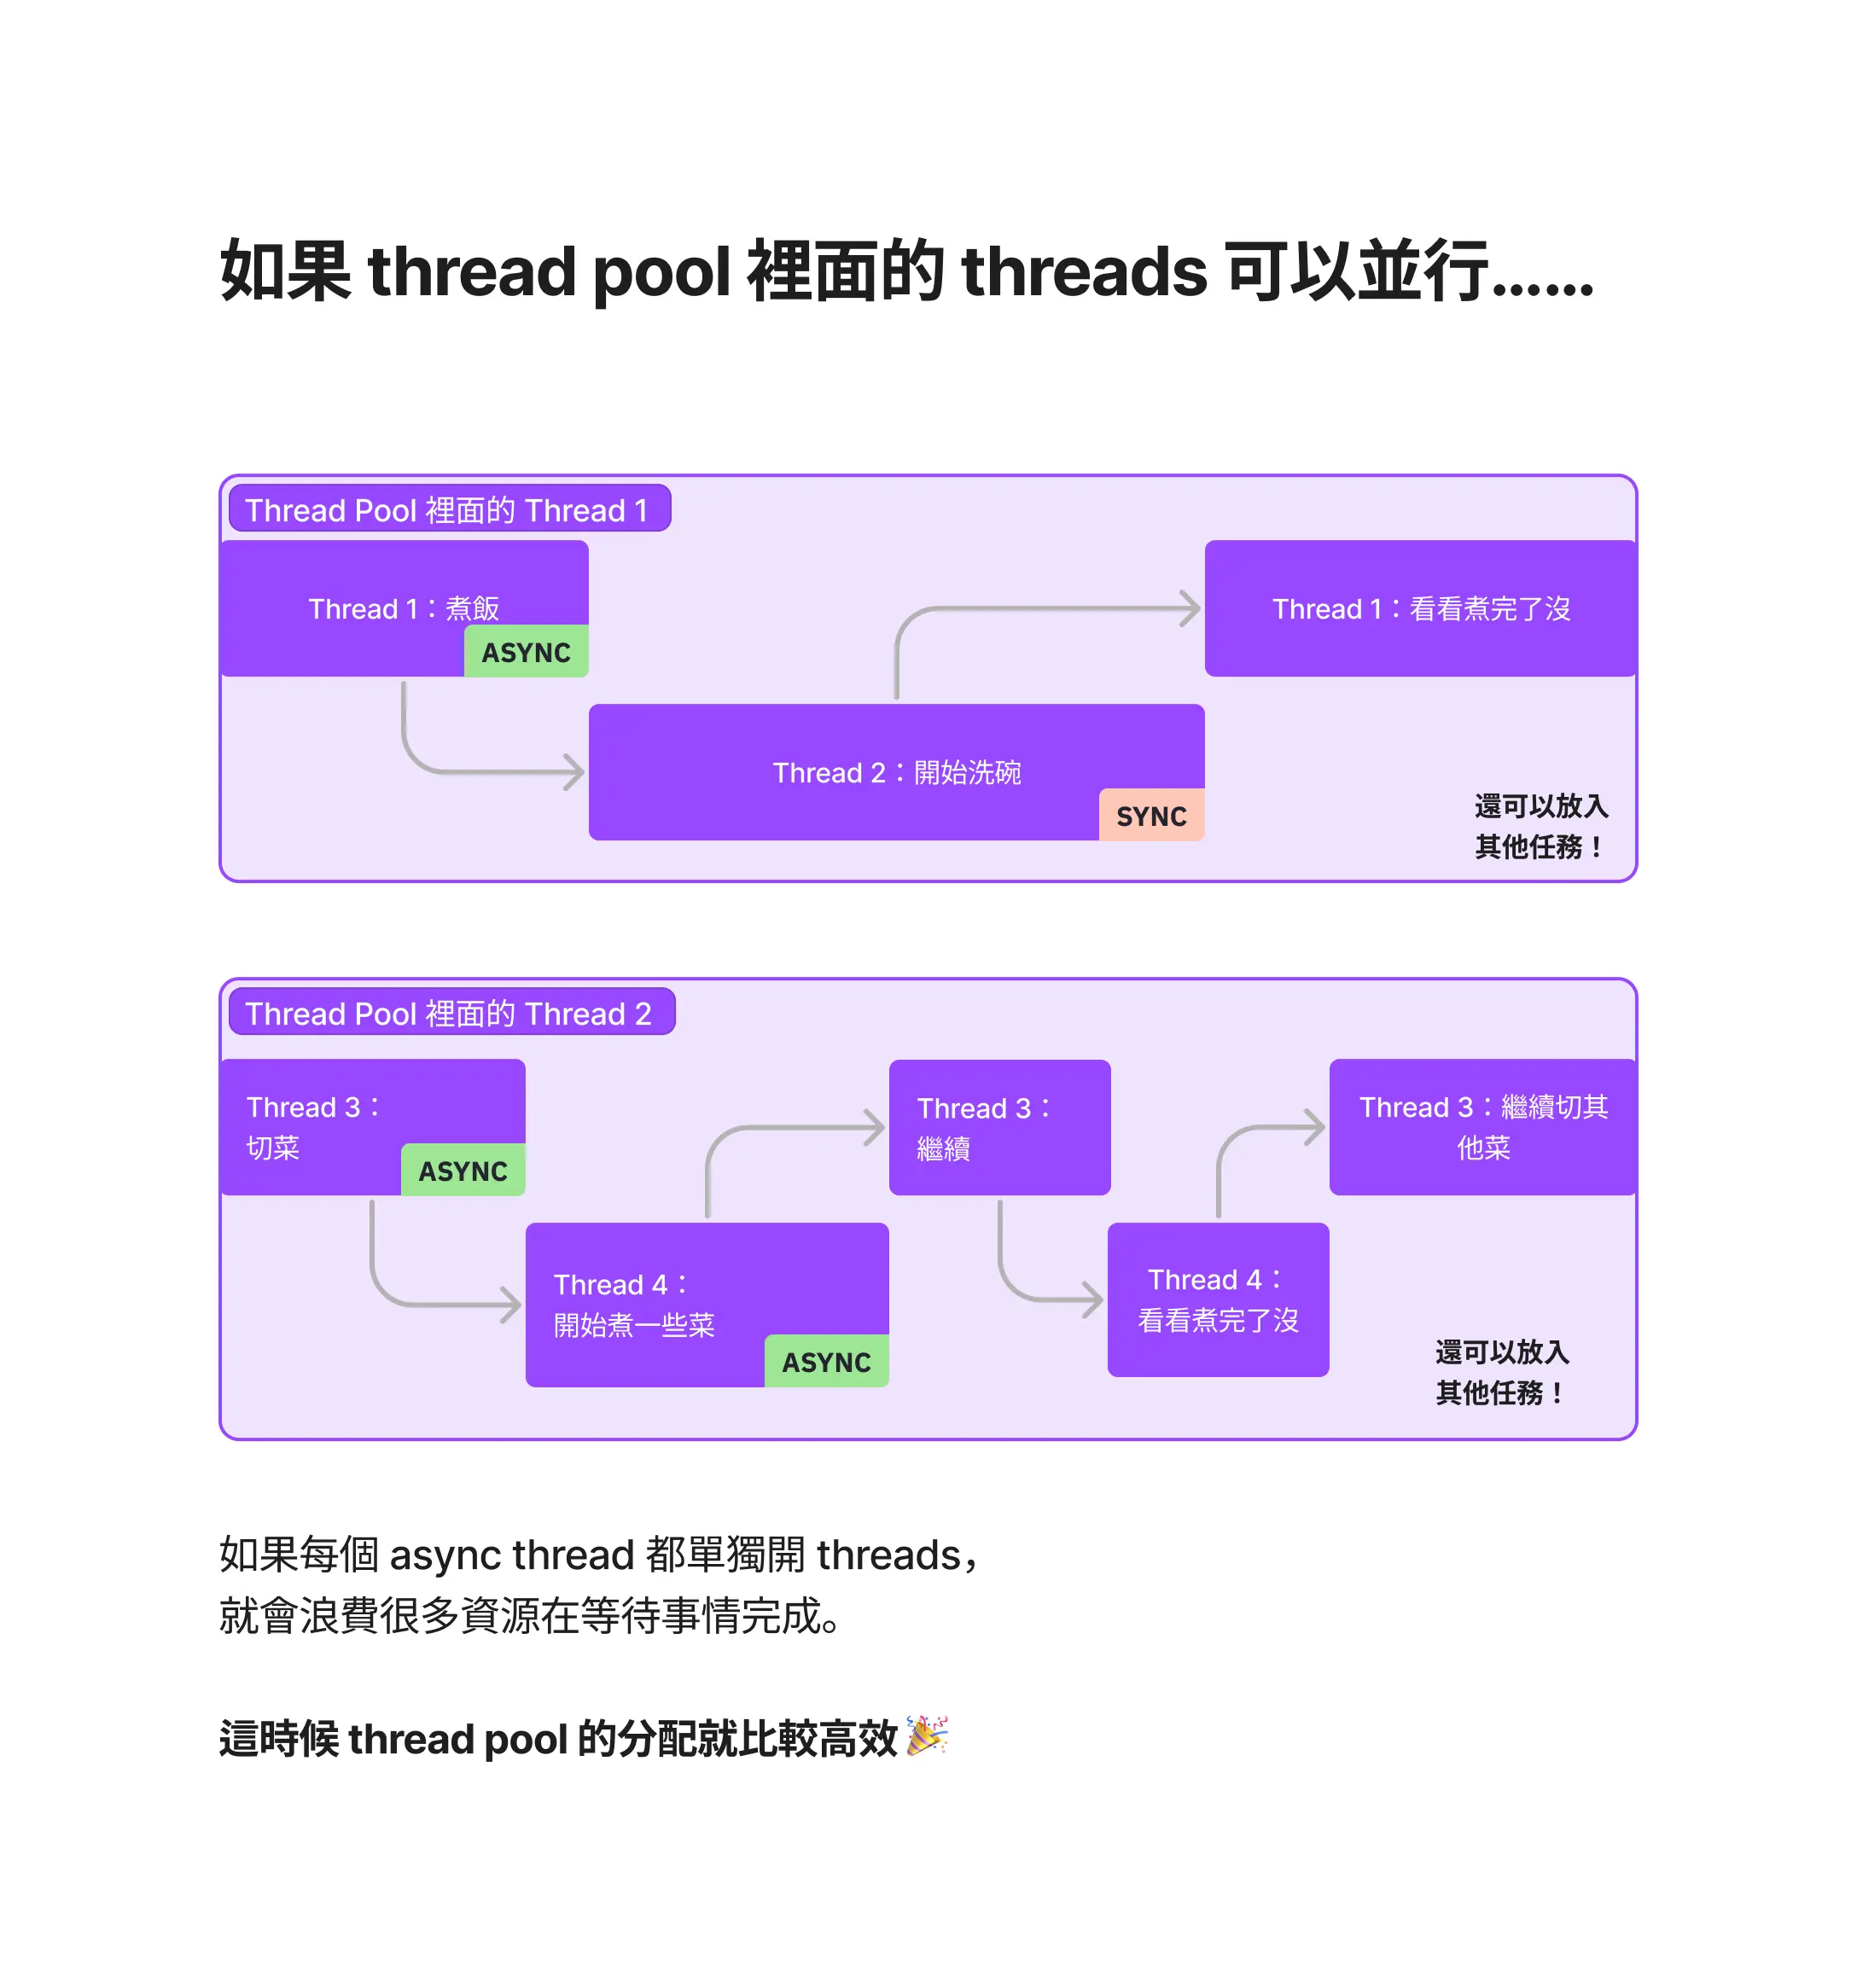 如果 thread pool 裡面的 threads 可以並行……
Thread Pool 裡面的 Thread 1
Thread 1：煮飯
ASYNC
Thread 1：看看煮完了沒
Thread 2：開始洗碗
SYNC
還可以放入
其他任務！
Thread Pool 裡面的 Thread 2
Thread 3：
切菜
ASYNC
Thread 3：
繼續
Thread 3：繼續切其
他菜
Thread 4：
開始煮一些菜
ASYNC
Thread 4：
看看煮完了沒
還可以放入
其他任務！
如果每個 async thread 都單獨開 threads，
就會浪費很多資源在等待事情完成。
這時候 thread pool 的分配就比較高效🎉